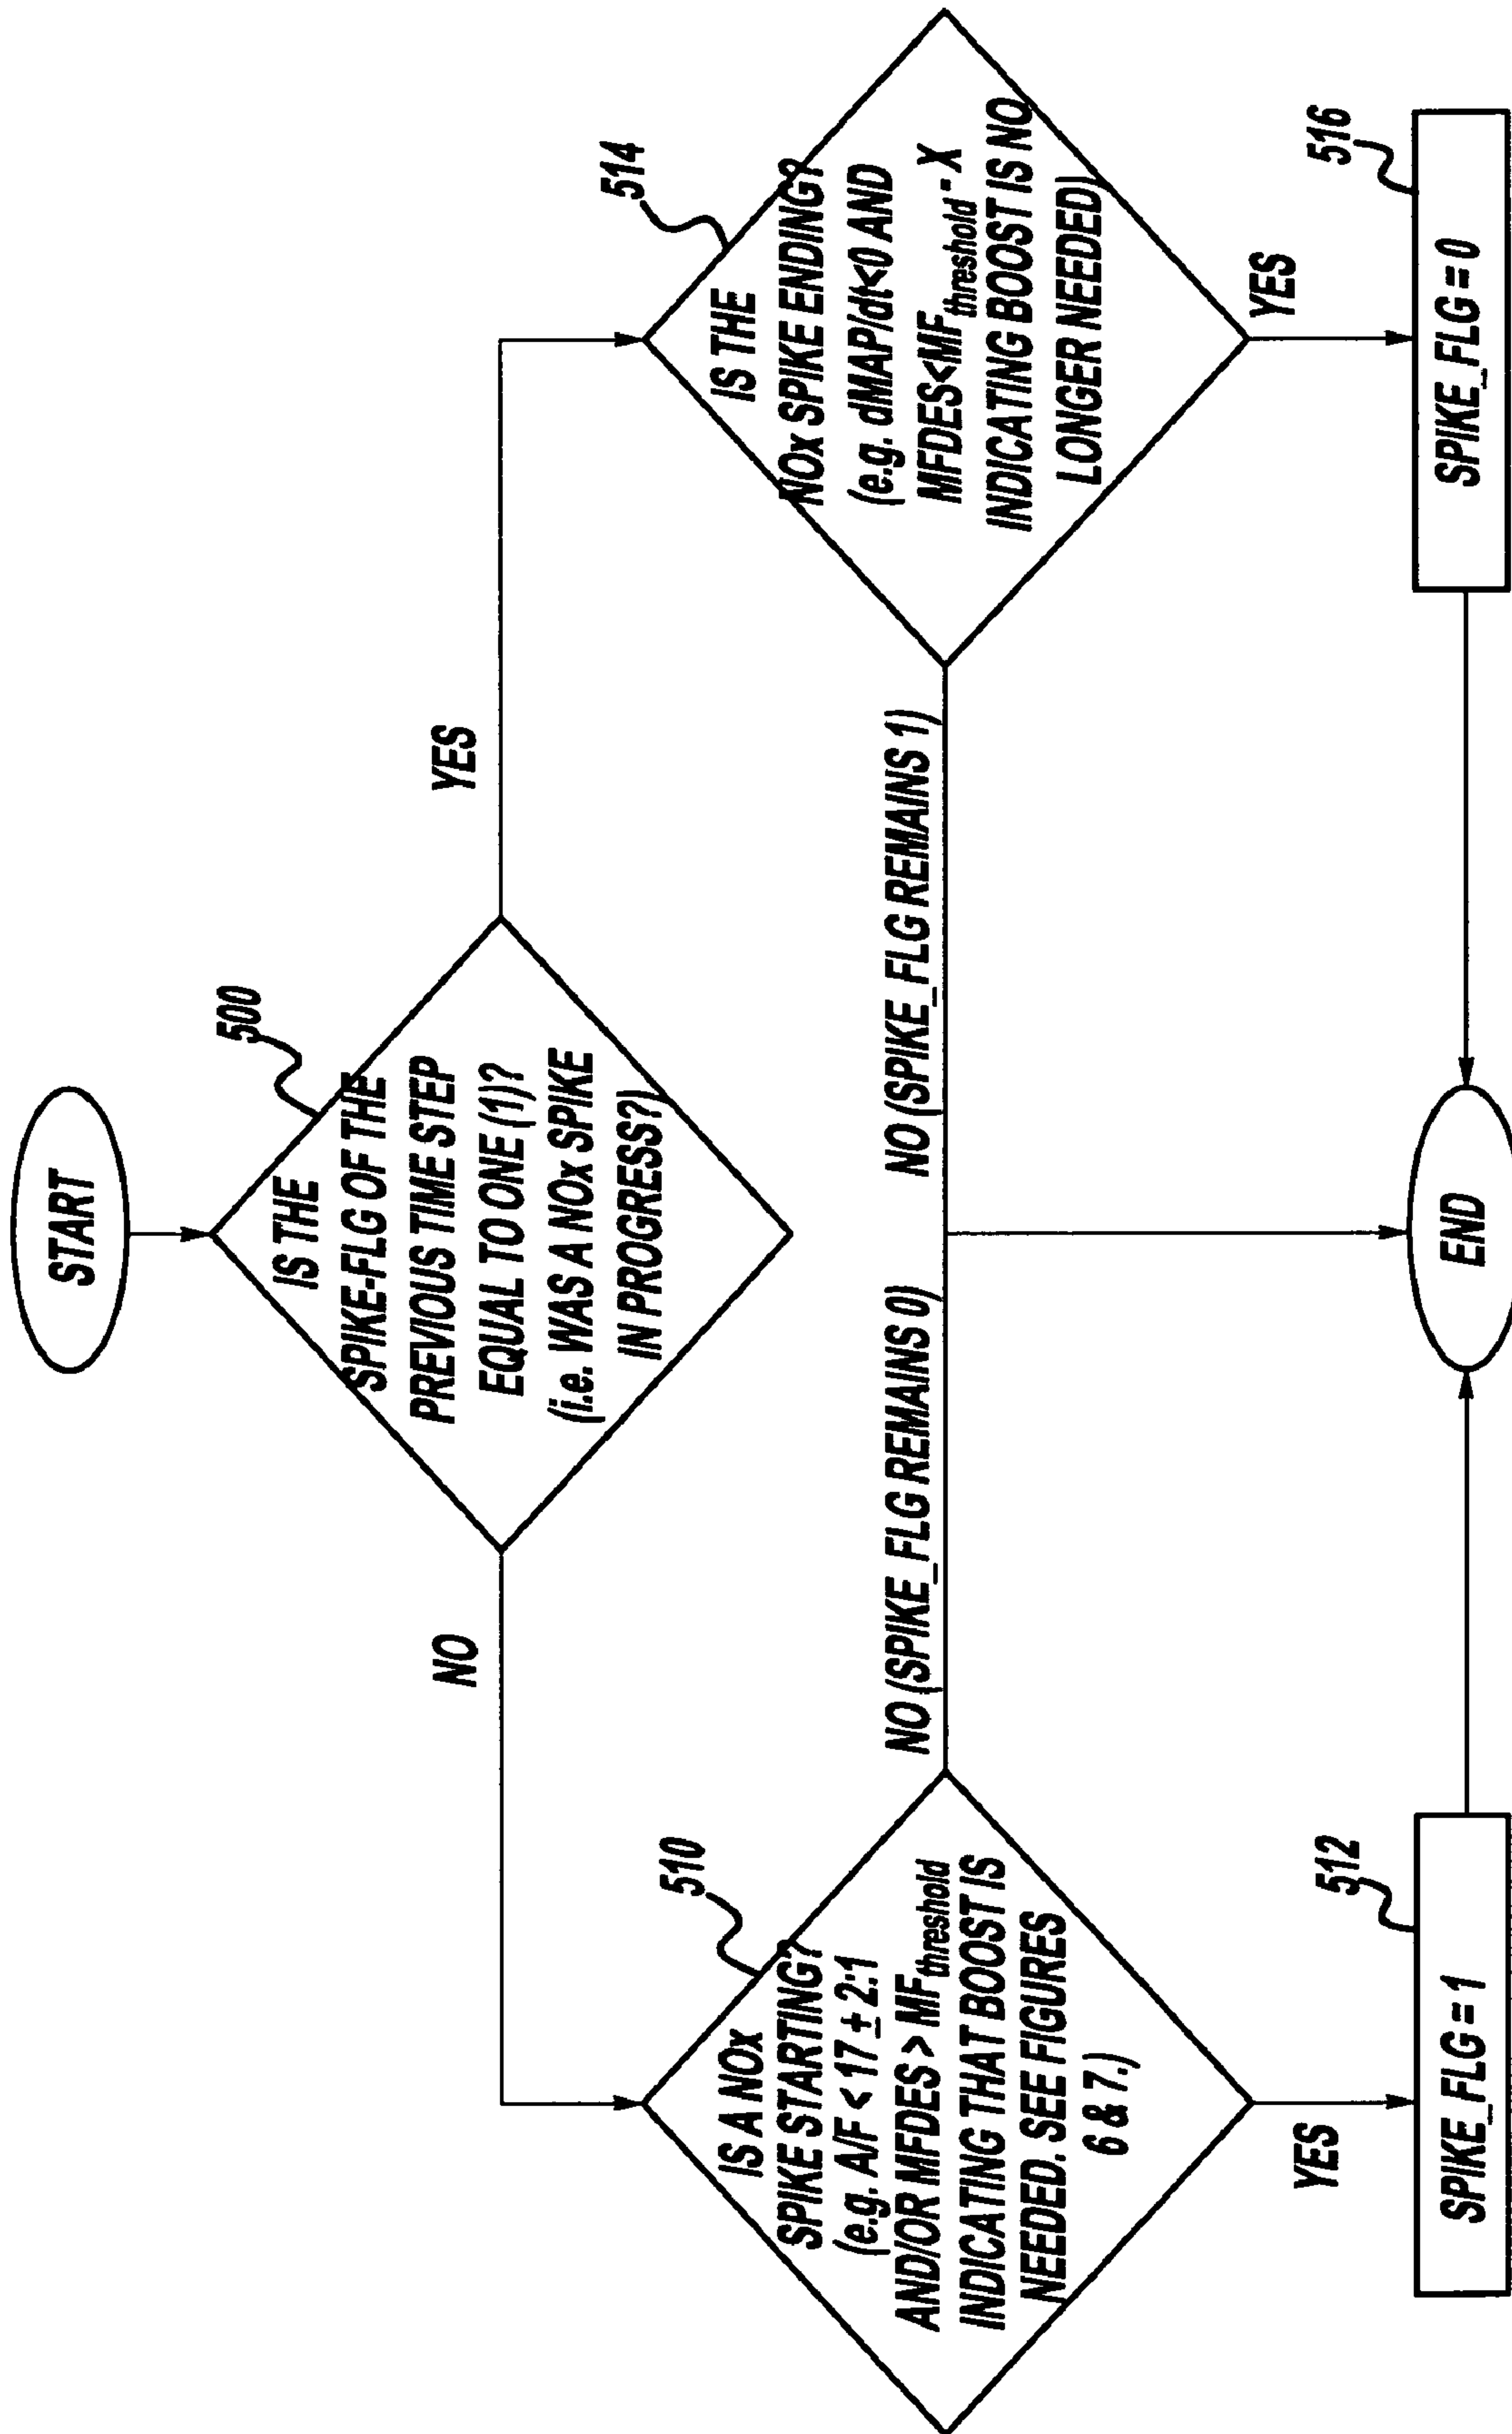 START
500
IS THE
SPIKE-FLG OF THE
PREVIOUS TIME STEP
EQUAL TO ONE (1)?
(i.e. WAS A NOx SPIKE
IN PROGRESS?)
NO
YES
510
IS A NOx
SPIKE STARTING?
(e.g. A/F < 17 ± 2:1
AND/OR MFDES > MFthreshold
INDICATING THAT BOOST IS
NEEDED. SEE FIGURES
6 & 7.)
NO (SPIKE_FLG REMAINS 0)
NO (SPIKE_FLG REMAINS 1)
514
IS THE
NOx SPIKE ENDING?
(e.g. dMAP/dt<0 AND
MFDES<MFthreshold - X
INDICATING BOOST IS NO
LONGER NEEDED)
YES
YES
512
SPIKE_FLG = 1
END
516
SPIKE_FLG = 0